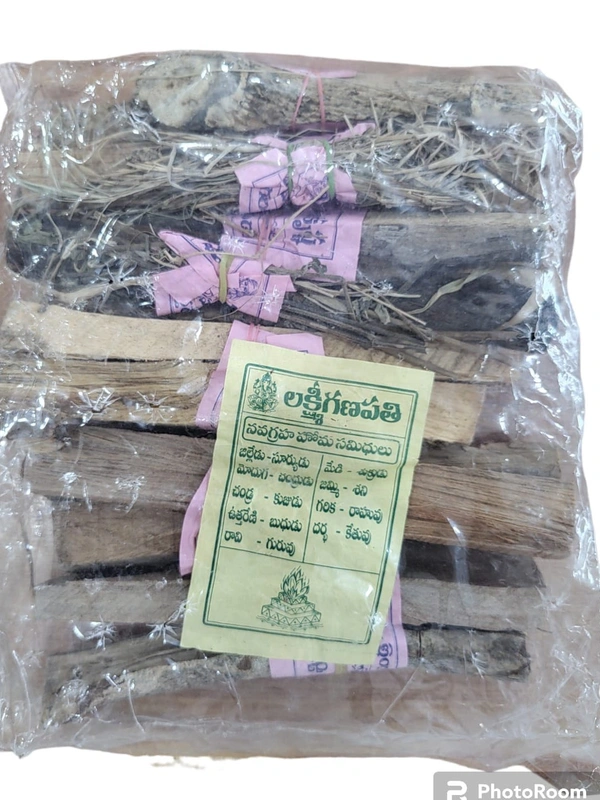 లక్ష్మీగణపతి
నవగ్రహ హోమ సమిధులు
జిల్లేడు - సూర్యుడు
మోదుగ - చంద్రుడు
చండ్ర - కుజుడు
ఉత్తరేణి - బుధుడు
రావి - గురువు
మేడి - శుక్రుడు
జమ్మి - శని
గరిక - రాహువు
దర్భ - కేతువు
PhotoRoom